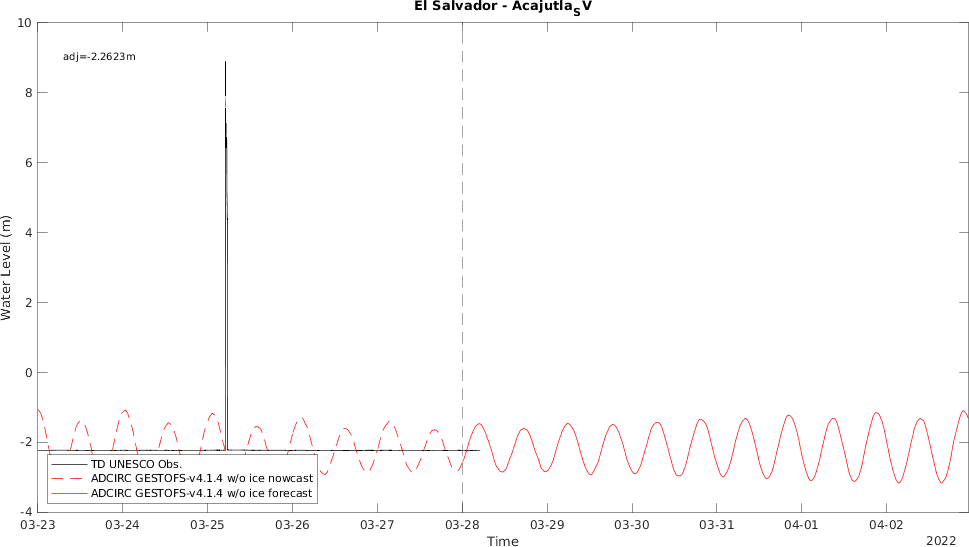 El Salvador - AcajutlaSV
adj=-2.2623m
Water Level (m)
10
8
6
4
2
0
-2
-4
TD UNESCO Obs.
ADCIRC GESTOFS-v4.1.4 w/o ice nowcast
ADCIRC GESTOFS-v4.1.4 w/o ice forecast
03-23 03-24 03-25 03-26 03-27 03-28 03-29 03-30 03-31 04-01 04-02
Time
2022